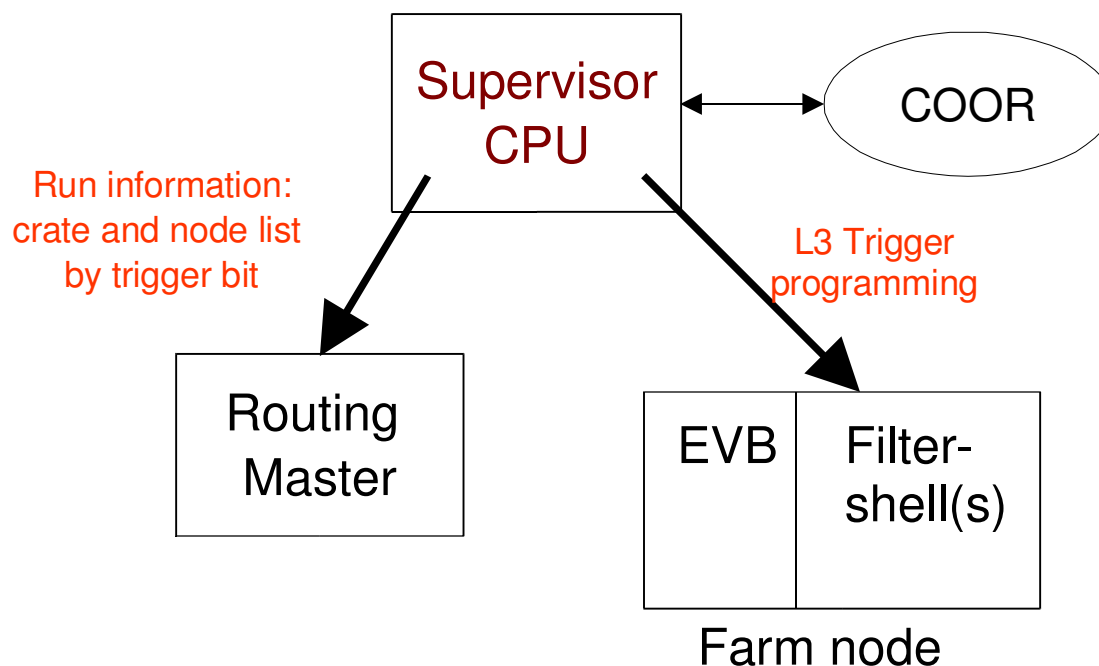 Supervisor
CPU
COOR
Run information:
crate and node list
by trigger bit
L3 Trigger
programming
Routing
Master
EVB
Filter-
shell(s)
Farm node